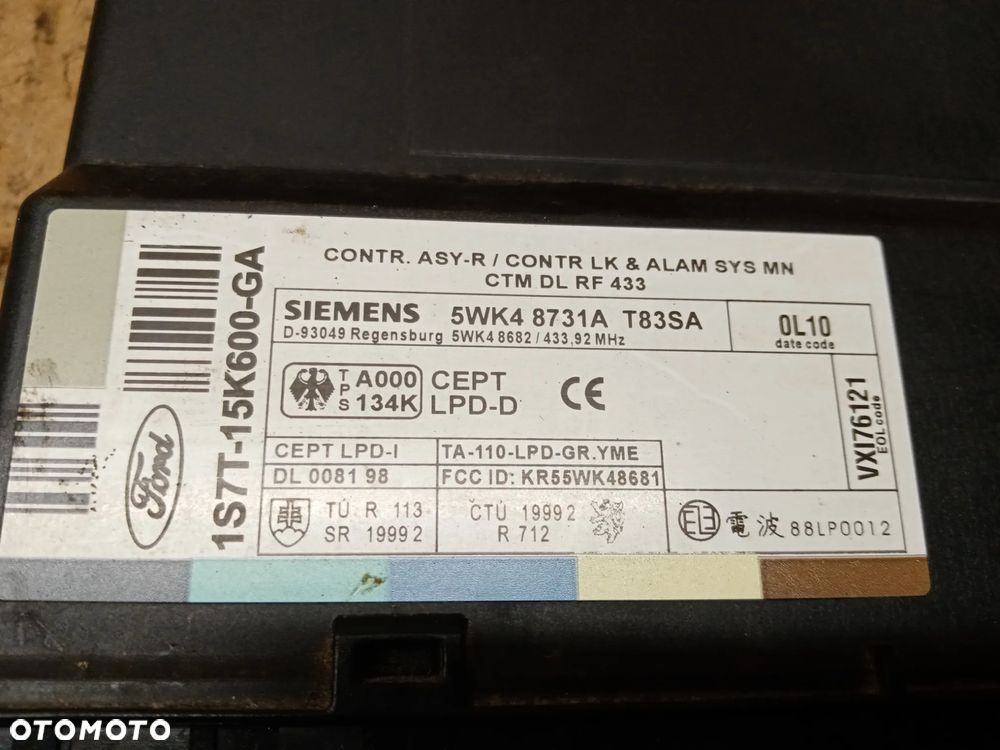 CONTR. ASY-R / CONTR LK & ALAM SYS MN
CTM DL RF 433
1S7T-15K600-GA
Ford
SIEMENS 5WK4 8731A T83SA
D-93049 Regensburg 5WK4 8682 / 433,92 MHz
0L10
date code
TPS
A000
134K
CEPT
LPD-D
CE
VXI76121
EOL code
CEPT LPD-I
TA-110-LPD-GR.YME
DL 0081 98
FCC ID: KR55WK48681
TÚ R 113
SR 1999 2
ČTÚ 1999 2
R 712
電波 88LP0012
OTOMOTO